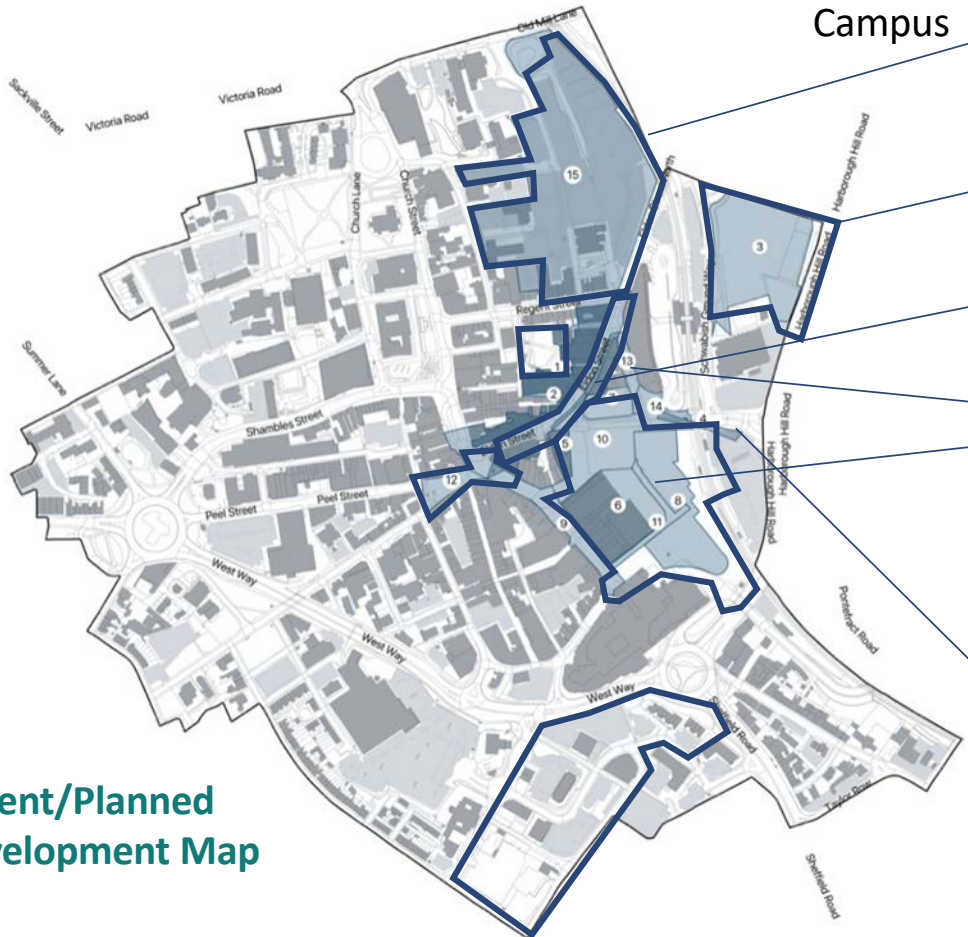 Campus
Old Mill Lane
Sackville Street
Victoria Road
Victoria Road
Harborough Hill Road
Church Lane
Church Street
15
3
Harborough Hill Road
Regent Street
Summer Lane
1
13
2
Shambles Street
14
4
Street
5
10
Harborough Hill Road
Harborough Hill Road
12
Peel Street
Peel Street
6
8
9
11
West Way
Pontefract Road
West Way
West Way
Sheffield Road
ent/Planned
velopment Map
Taylor Row
Sheffield Road